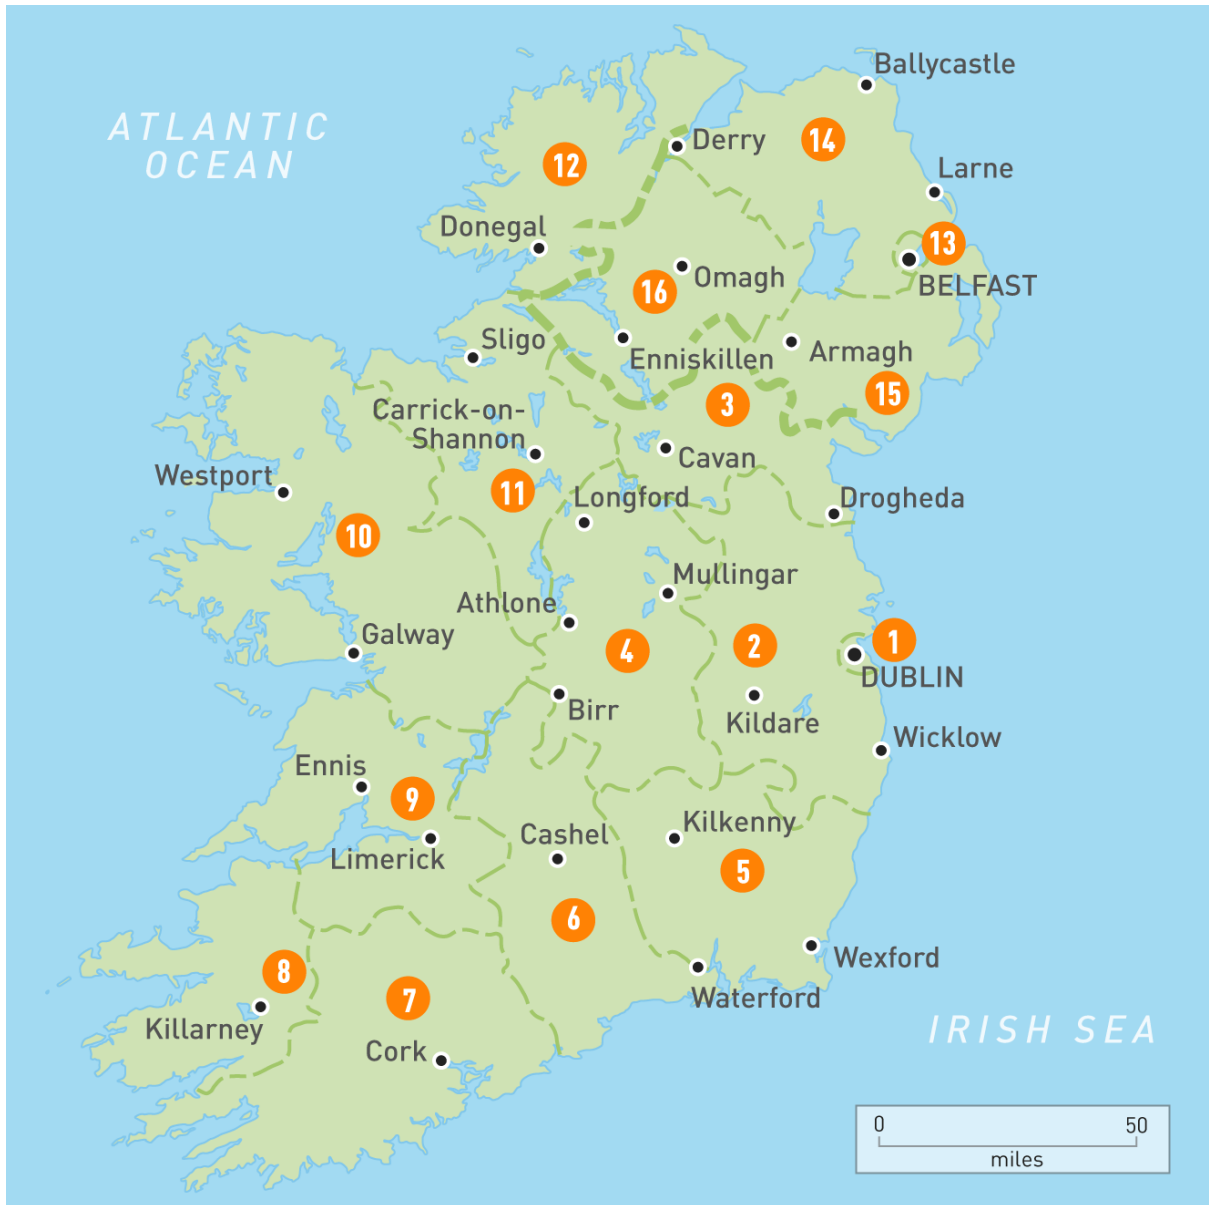 Ballycastle
ATLANTIC
OCEAN
14
Derry
12
Larne
Donegal
13
Omagh
BELFAST
16
Sligo
Enniskillen
Armagh
15
3
Carrick-on-
Shannon
Cavan
Westport
11
Longford
Drogheda
10
Mullingar
Athlone
Galway
4
2
1
DUBLIN
Birr
Kildare
Wicklow
Ennis
9
Kilkenny
Cashel
Limerick
5
6
Wexford
8
7
Waterford
Killarney
IRISH SEA
Cork
0 50
miles